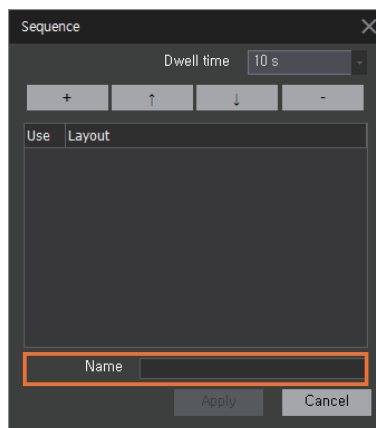 Sequence
Dwell time 10 s
+ ↑ ↓ -
Use Layout
Name
Apply Cancel